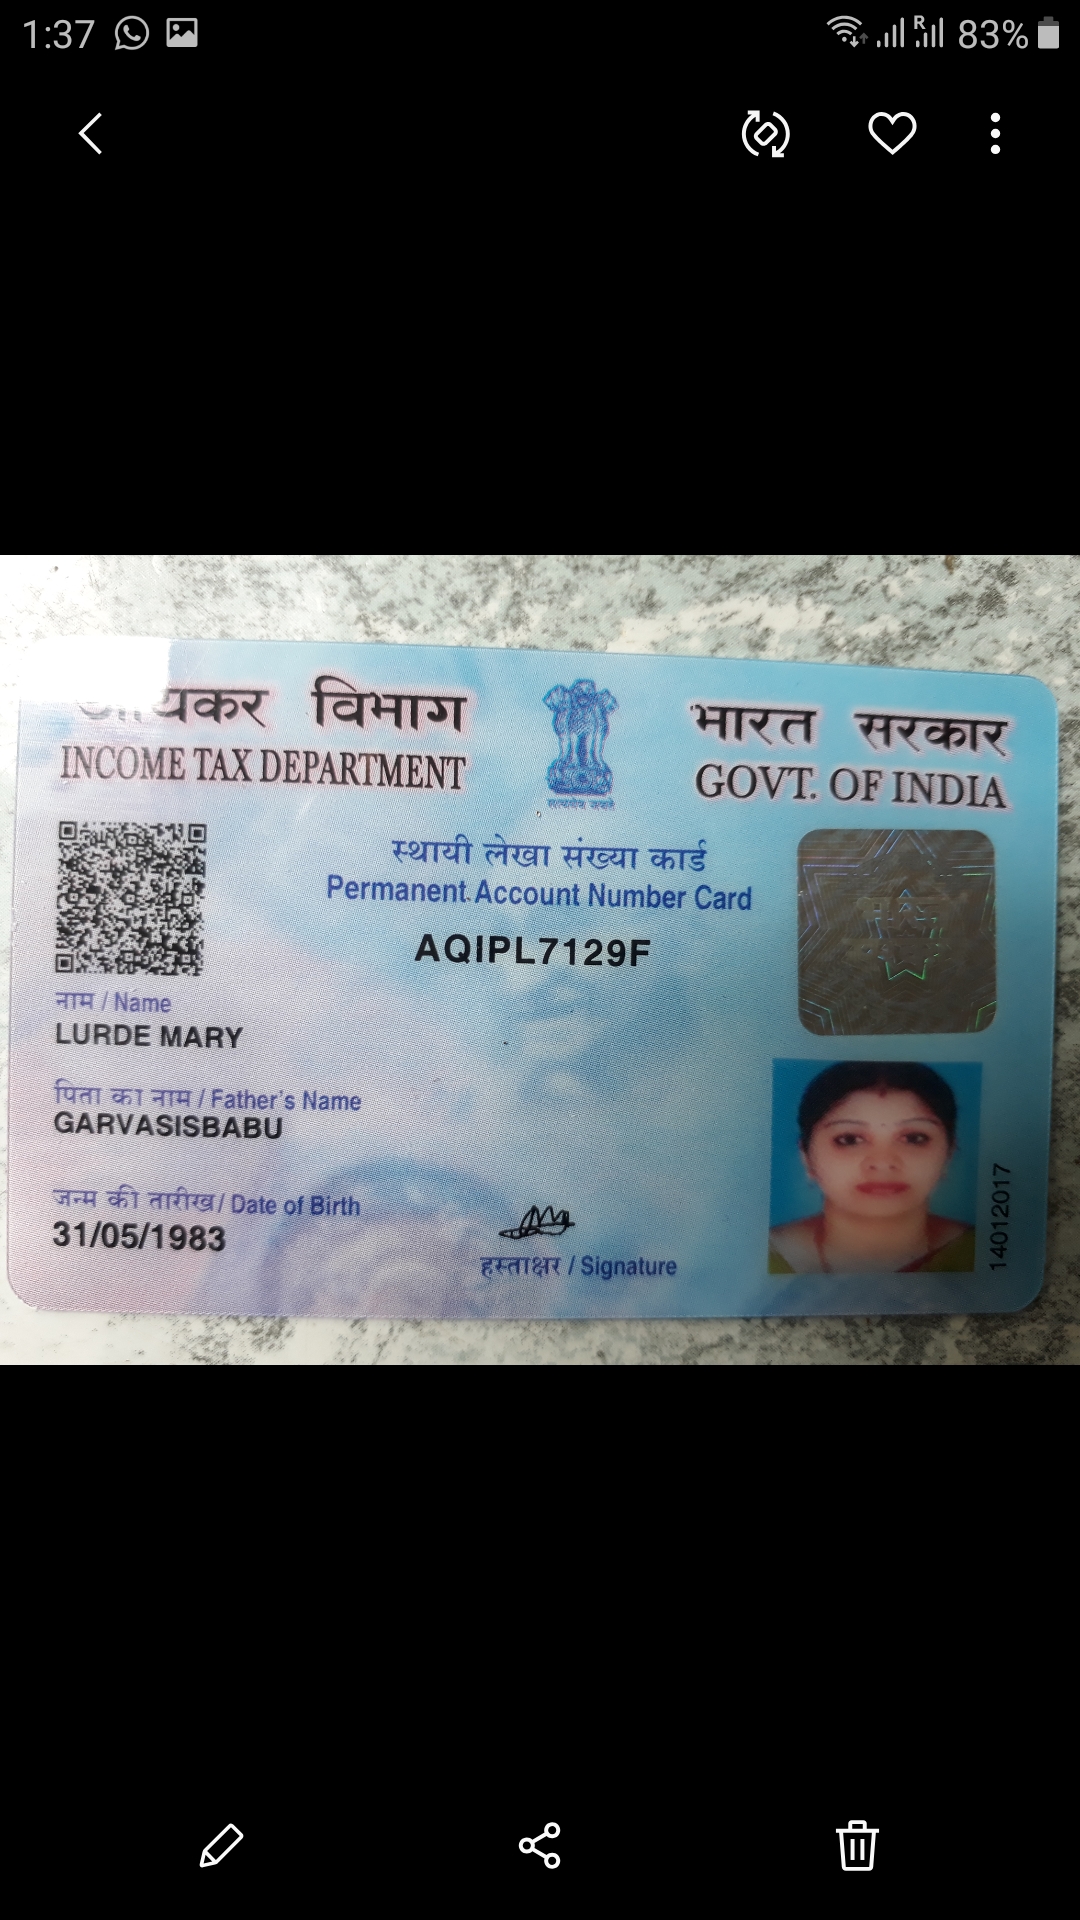 1:37
R
83%
यकर विभाग
भारत सरकार
INCOME TAX DEPARTMENT
GOVT. OF INDIA
सत्यमेव जयते
स्थायी लेखा संख्या कार्ड
Permanent Account Number Card
AQIPL7129F
नाम / Name
LURDE MARY
पिता का नाम / Father's Name
GARVASISBABU
जन्म की तारीख / Date of Birth
31/05/1983
हस्ताक्षर / Signature
14012017